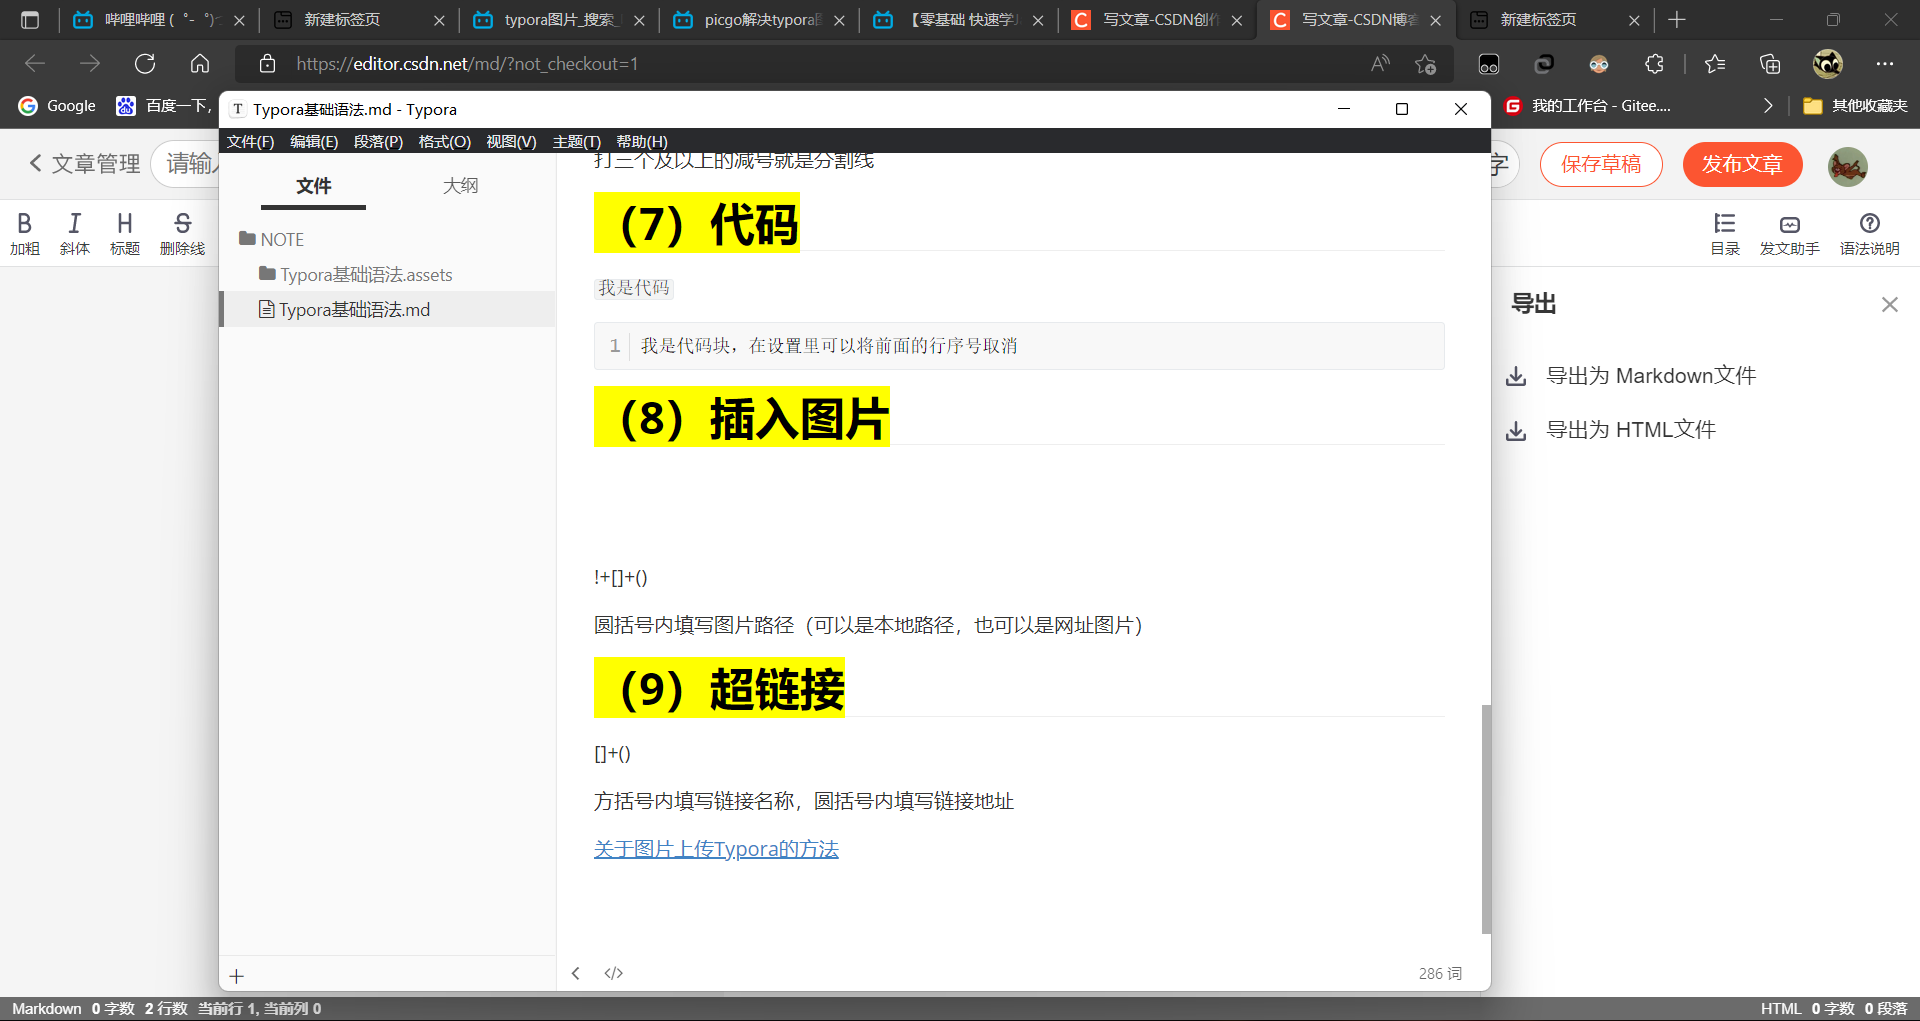 哔哩哔哩 (゜-゜)つ
新建标签页
typora图片_搜索_
picgo解决typora
【零基础 快速学
写文章-CSDN创作
写文章-CSDN博客
新建标签页
https://editor.csdn.net/md/?not_checkout=1
Google
百度一下，
我的工作台 - Gitee....
其他收藏夹
Typora基础语法.md - Typora
文件(F) 编辑(E) 段落(P) 格式(O) 视图(V) 主题(T) 帮助(H)
文章管理
请输入
字
保存草稿
发布文章
B
I
H
S
加粗
斜体
标题
删除线
目录
发文助手
语法说明
文件
大纲
NOTE
Typora基础语法.assets
Typora基础语法.md
打三个及以上的减号就是分割线
（7）代码
我是代码
1 我是代码块，在设置里可以将前面的行序号取消
（8）插入图片
!+[]+()
圆括号内填写图片路径（可以是本地路径，也可以是网址图片）
（9）超链接
[]+()
方括号内填写链接名称，圆括号内填写链接地址
关于图片上传Typora的方法
286 词
导出
导出为 Markdown文件
导出为 HTML文件
Markdown 0 字数 2 行数 当前行 1, 当前列 0
HTML 0 字数 0 段落